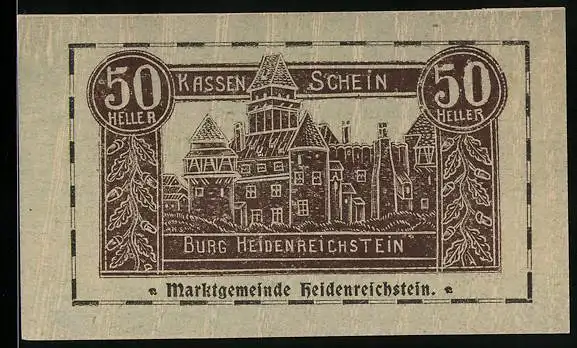 50 HELLER
KASSEN SCHEIN
50 HELLER
BURG HEIDENREICHSTEIN
Marktgemeinde Heidenreichstein.